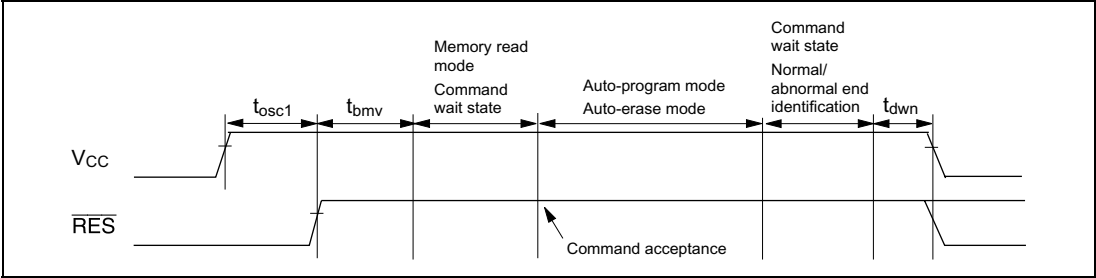 Memory read
mode
Command
wait state
Auto-program mode
Auto-erase mode
Command
wait state
Normal/
abnormal end
identification
tosc1
tbmv
tdwn
VCC
RES
Command acceptance